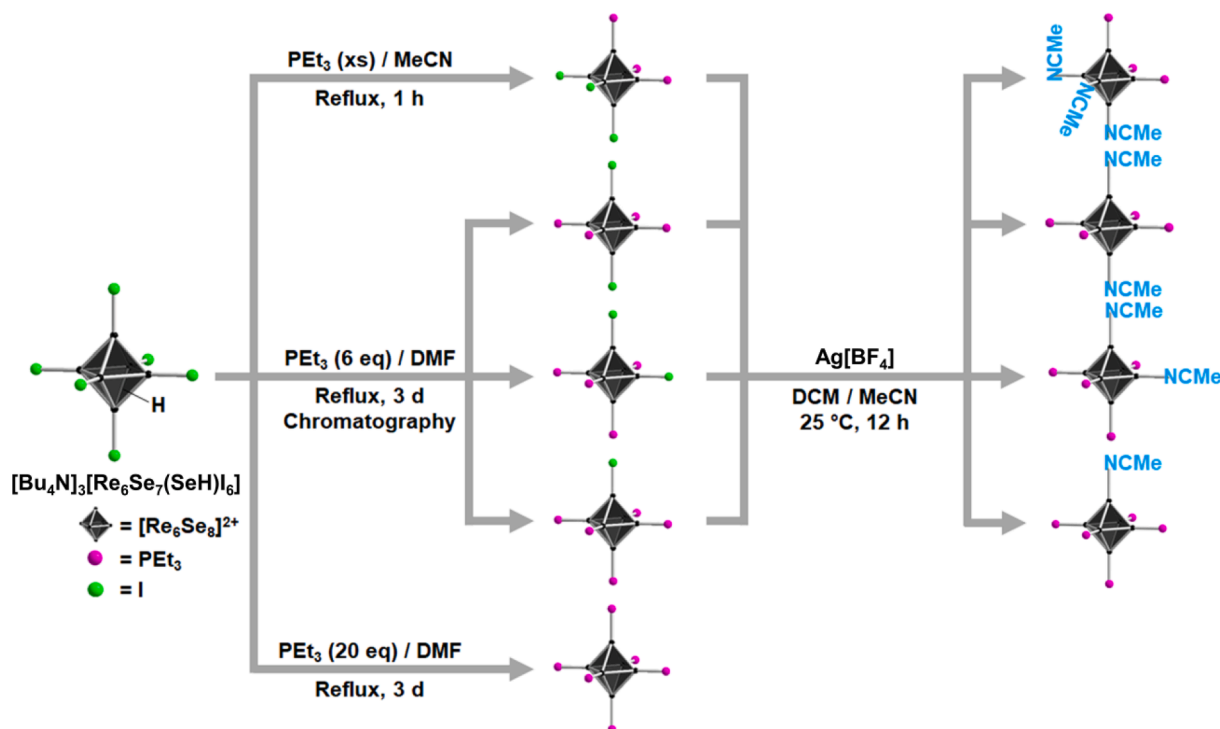 PEt₃ (xs) / MeCN
Reflux, 1 h
PEt₃ (6 eq) / DMF
Reflux, 3 d
Chromatography
PEt₃ (20 eq) / DMF
Reflux, 3 d
H
[Bu₄N]₃[Re₆Se₇(SeH)I₆]
= [Re₆Se₈]²⁺
= PEt₃
= I
Ag[BF₄]
DCM / MeCN
25 °C, 12 h
NCMe
NCMe
NCMe
NCMe
NCMe
NCMe
NCMe
NCMe